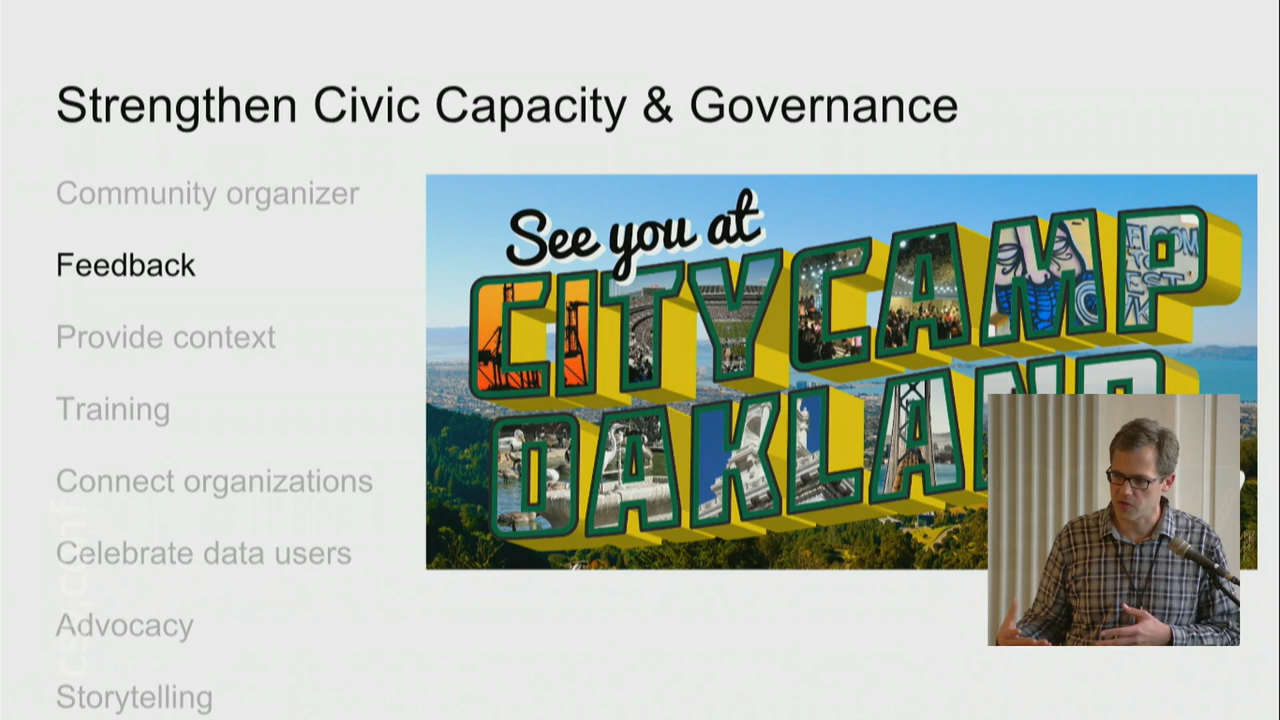 Strengthen Civic Capacity & Governance
Community organizer
Feedback
Provide context
Training
Connect organizations
Celebrate data users
Advocacy
Storytelling
See you at
CITYCAMP
OAKLAND